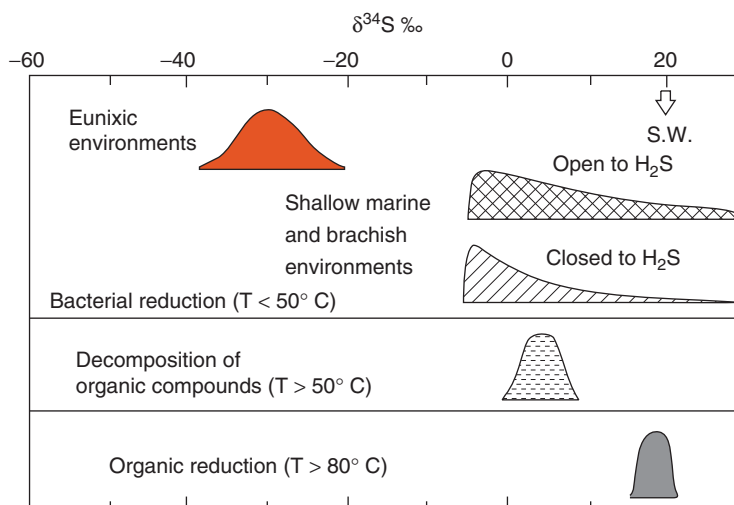 δ³⁴S ‰
−60 −40 −20 0 20
Eunixic
environments
S.W.
Open to H₂S
Shallow marine
and brachish
environments
Closed to H₂S
Bacterial reduction (T < 50° C)
Decomposition of
organic compounds (T > 50° C)
Organic reduction (T > 80° C)